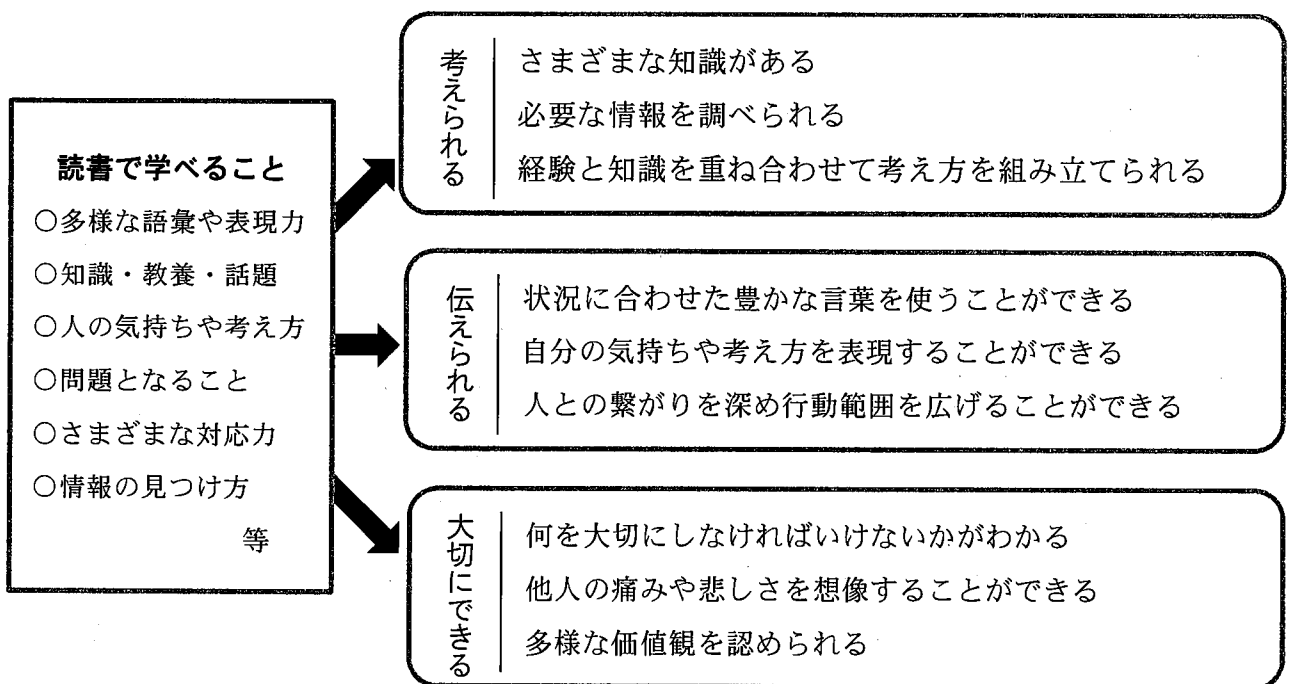 読書で学べること
○多様な語彙や表現力
○知識・教養・話題
○人の気持ちや考え方
○問題となること
○さまざまな対応力
○情報の見つけ方
等
考えられる
さまざまな知識がある
必要な情報を調べられる
経験と知識を重ね合わせて考え方を組み立てられる
伝えられる
状況に合わせた豊かな言葉を使うことができる
自分の気持ちや考え方を表現することができる
人との繋がりを深め行動範囲を広げることができる
大切にできる
何を大切にしなければいけないかがわかる
他人の痛みや悲しさを想像することができる
多様な価値観を認められる